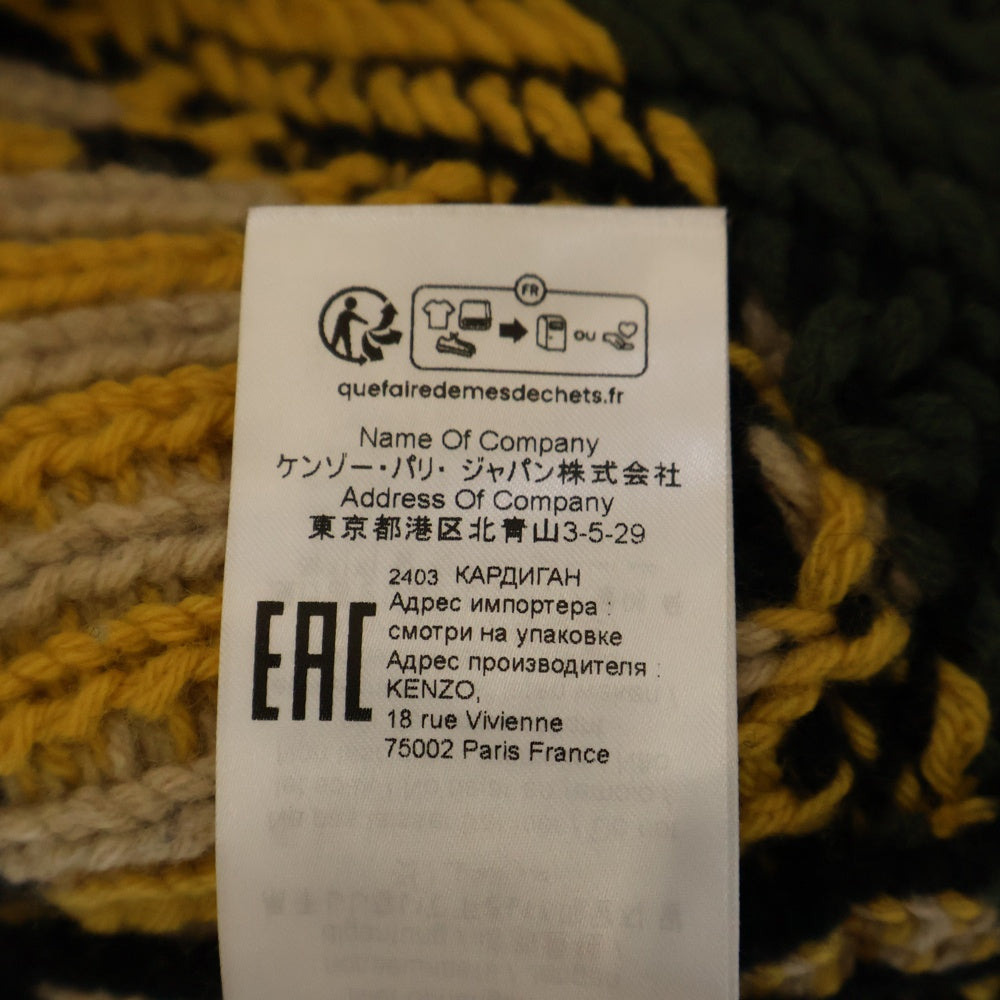 FR
OU
quefairedemesdechets.fr
Name Of Company
ケンゾー・パリ・ジャパン株式会社
Address Of Company
東京都港区北青山3-5-29
2403 КАРДИГАН
Адрес импортера :
смотри на упаковке
Адрес производителя :
KENZO,
18 rue Vivienne
75002 Paris France
EAC